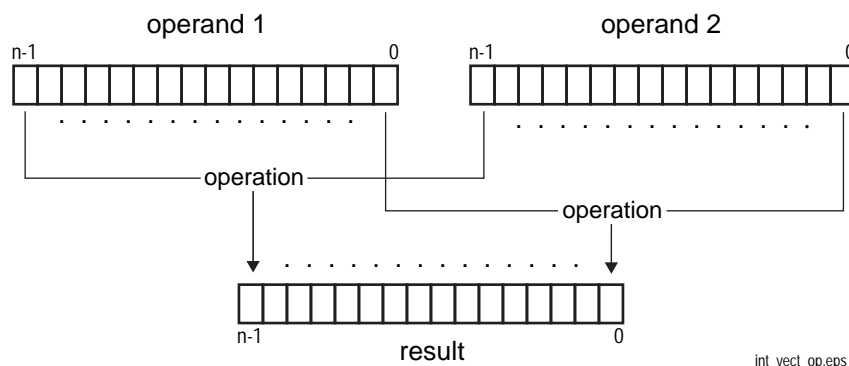 operand 1
operand 2
n-1
0
n-1
0
. . . . . . . . . . . . . .
. . . . . . . . . . . . . .
operation
operation
. . . . . . . . . . . . . .
n-1
0
result
int_vect_op.eps